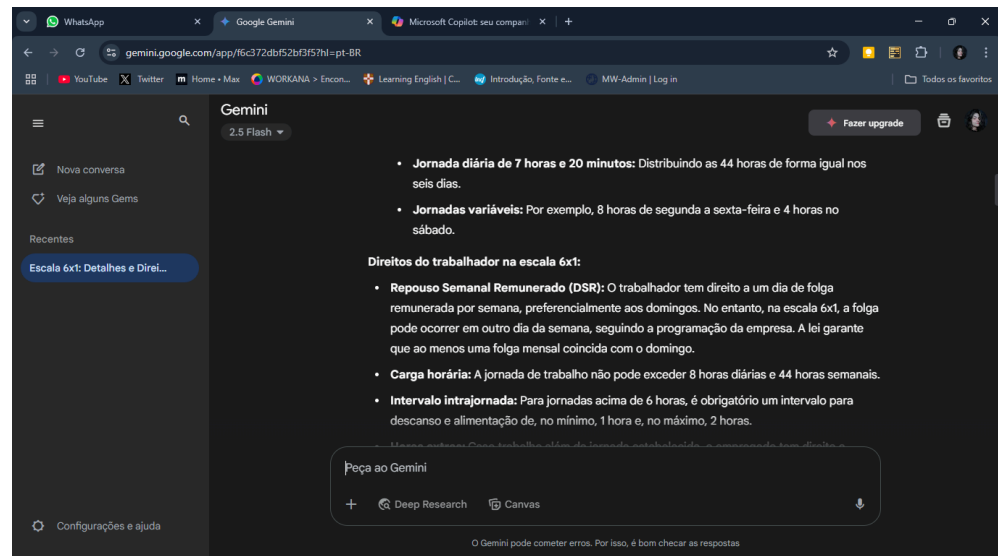 WhatsApp
Google Gemini
Microsoft Copilot: seu compan
gemini.google.com/app/f6c372dbf52bf3f5?hl=pt-BR
YouTube
Twitter
Home • Max
WORKANA > Encon...
Learning English | C...
Introdução, Fonte e...
MW-Admin | Log in
Todos os favoritos
Gemini
2.5 Flash
Fazer upgrade
Nova conversa
Veja alguns Gems
Recentes
Escala 6x1: Detalhes e Direi...
Configurações e ajuda
• Jornada diária de 7 horas e 20 minutos: Distribuindo as 44 horas de forma igual nos
seis dias.
• Jornadas variáveis: Por exemplo, 8 horas de segunda a sexta-feira e 4 horas no
sábado.
Direitos do trabalhador na escala 6x1:
• Repouso Semanal Remunerado (DSR): O trabalhador tem direito a um dia de folga
remunerada por semana, preferencialmente aos domingos. No entanto, na escala 6x1, a folga
pode ocorrer em outro dia da semana, seguindo a programação da empresa. A lei garante
que ao menos uma folga mensal coincida com o domingo.
• Carga horária: A jornada de trabalho não pode exceder 8 horas diárias e 44 horas semanais.
• Intervalo intrajornada: Para jornadas acima de 6 horas, é obrigatório um intervalo para
descanso e alimentação de, no mínimo, 1 hora e, no máximo, 2 horas.
Peça ao Gemini
Deep Research
Canvas
O Gemini pode cometer erros. Por isso, é bom checar as respostas